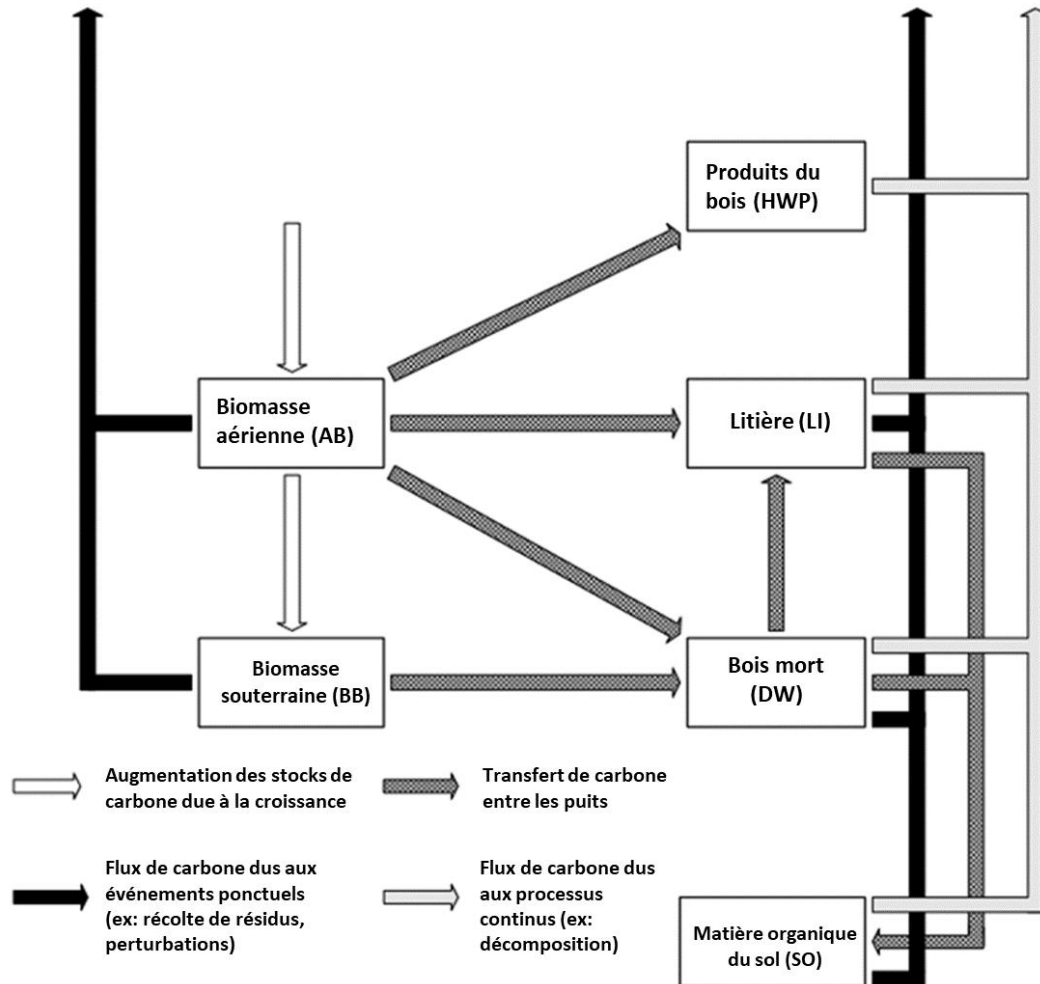 Produits du
bois (HWP)
Biomasse
aérienne (AB)
Litière (LI)
Biomasse
souterraine (BB)
Bois mort
(DW)
Augmentation des stocks de
carbone due à la croissance
Transfert de carbone
entre les puits
Flux de carbone dus aux
événements ponctuels
(ex: récolte de résidus,
perturbations)
Flux de carbone dus
aux processus
continus (ex:
décomposition)
Matière organique
du sol (SO)